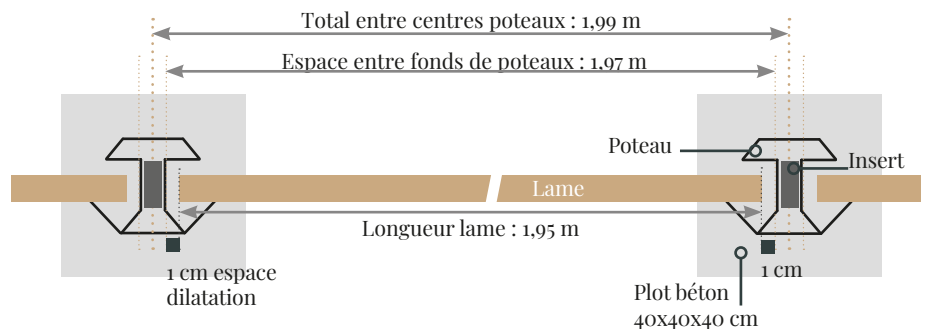 Total entre centres poteaux : 1,99 m
Espace entre fonds de poteaux : 1,97 m
Poteau
Insert
Lame
Longueur lame : 1,95 m
1 cm espace
dilatation
1 cm
Plot béton
40x40x40 cm